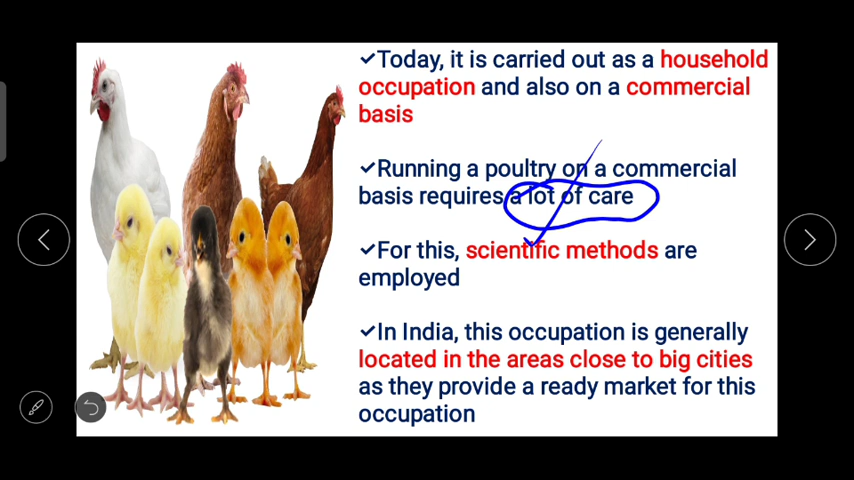 ✓Today, it is carried out as a household
occupation and also on a commercial
basis
✓Running a poultry on a commercial
basis requires a lot of care
✓For this, scientific methods are
employed
✓In India, this occupation is generally
located in the areas close to big cities
as they provide a ready market for this
occupation